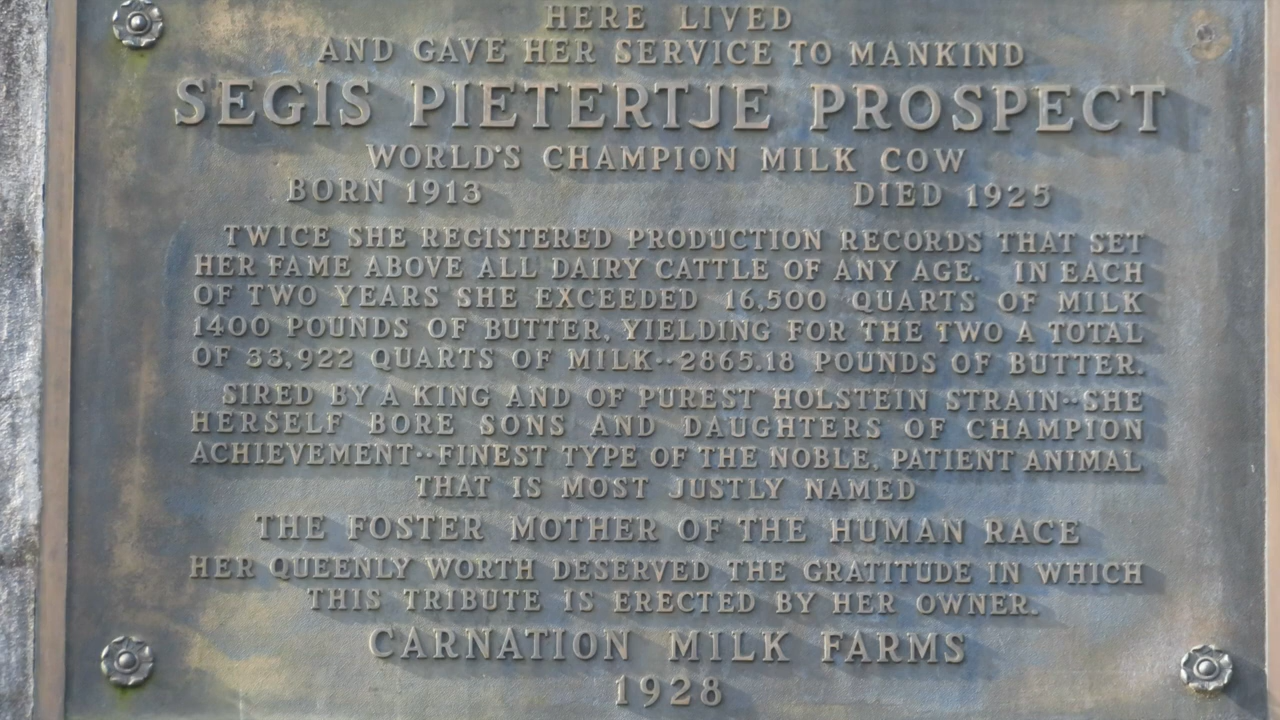 HERE LIVED
AND GAVE HER SERVICE TO MANKIND
SEGIS PIETERTJE PROSPECT
WORLD'S CHAMPION MILK COW
BORN 1913 DIED 1925
TWICE SHE REGISTERED PRODUCTION RECORDS THAT SET
HER FAME ABOVE ALL DAIRY CATTLE OF ANY AGE. IN EACH
OF TWO YEARS SHE EXCEEDED 16,500 QUARTS OF MILK
1400 POUNDS OF BUTTER, YIELDING FOR THE TWO A TOTAL
OF 33,922 QUARTS OF MILK··2865.18 POUNDS OF BUTTER.
SIRED BY A KING AND OF PUREST HOLSTEIN STRAIN··SHE
HERSELF BORE SONS AND DAUGHTERS OF CHAMPION
ACHIEVEMENT··FINEST TYPE OF THE NOBLE, PATIENT ANIMAL
THAT IS MOST JUSTLY NAMED
THE FOSTER MOTHER OF THE HUMAN RACE
HER QUEENLY WORTH DESERVED THE GRATITUDE IN WHICH
THIS TRIBUTE IS ERECTED BY HER OWNER.
CARNATION MILK FARMS
1928